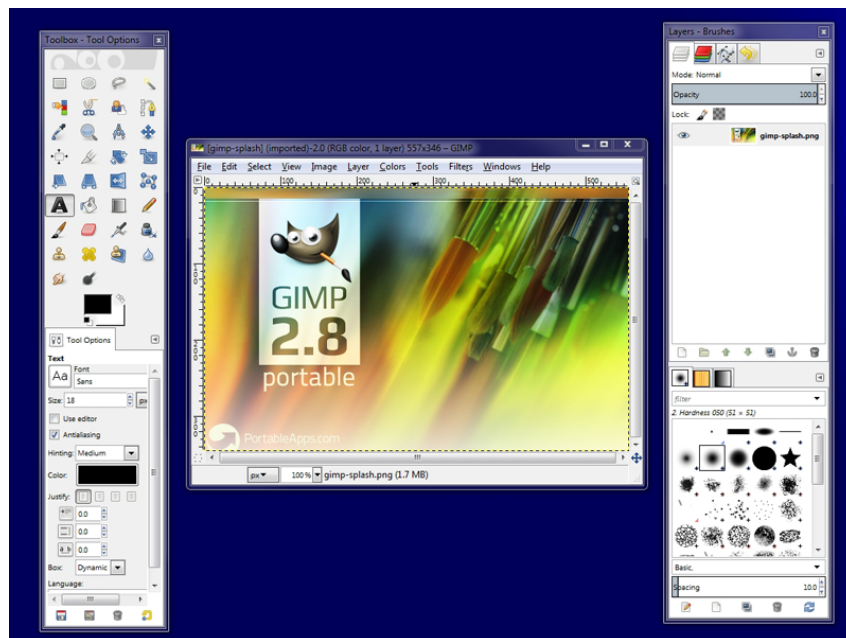 Toolbox - Tool Options
Tool Options
Text
Aa
Font
Sans
Size: 18
px
Use editor
Antialiasing
Hinting: Medium
Color:
Justify:
0.0
0.0
a_b 0.0
Box: Dynamic
Language:
[gimp-splash] (imported)-2.0 (RGB color, 1 layer) 557x346 – GIMP
File Edit Select View Image Layer Colors Tools Filters Windows Help
0 100 200 300 400 500
GIMP
2.8
portable
PortableApps.com
px 100 % gimp-splash.png (1.7 MB)
Layers - Brushes
Mode: Normal
Opacity 100.0
Lock:
gimp-splash.png
filter
2. Hardness 050 (51 × 51)
Basic,
Spacing 10.0